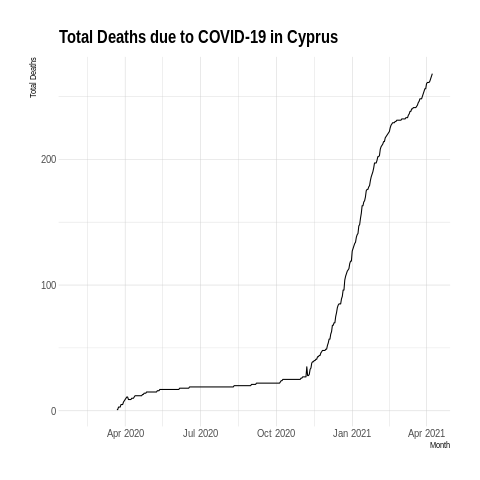 Total Deaths due to COVID-19 in Cyprus
Total Deaths
200
100
0
Apr 2020 Jul 2020 Oct 2020 Jan 2021 Apr 2021
Month